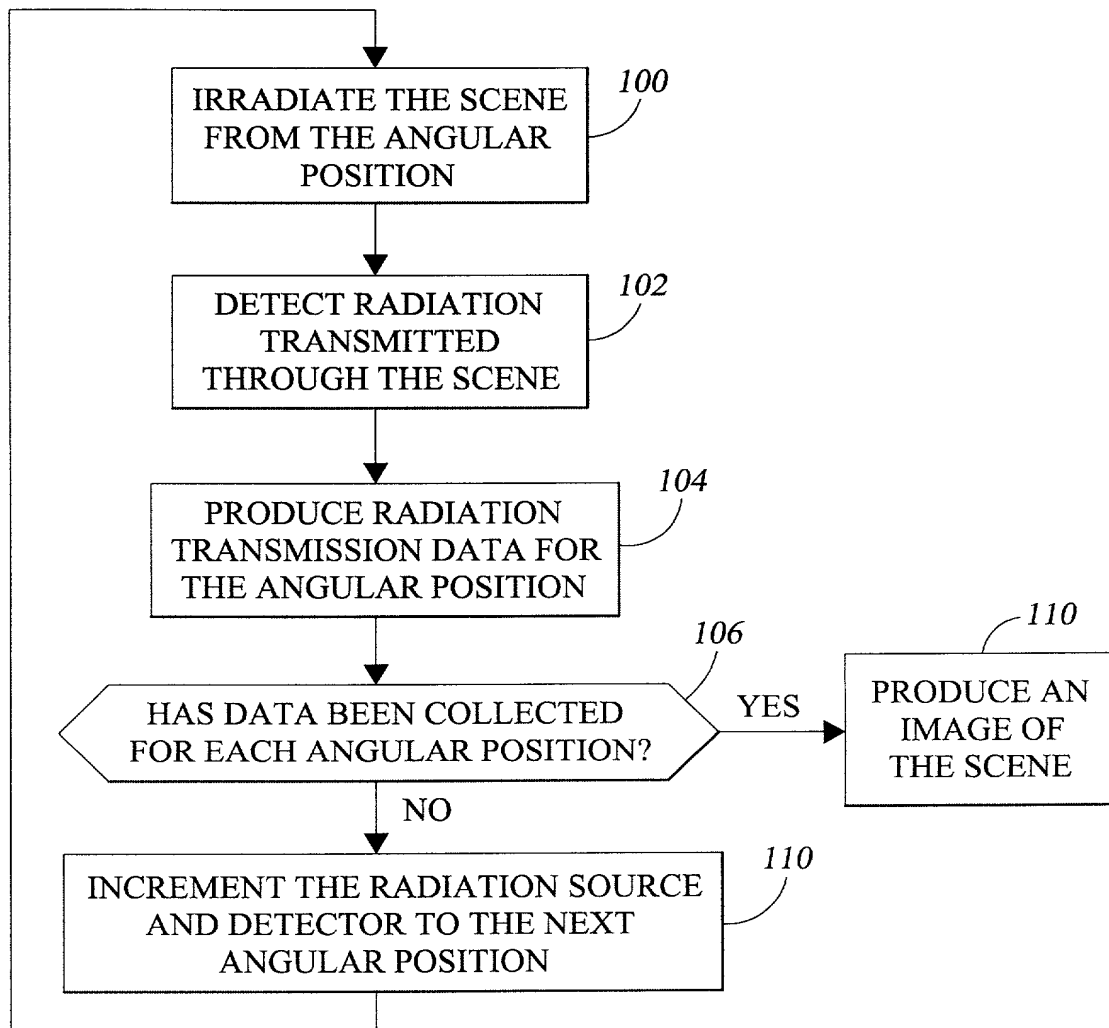 100
IRRADIATE THE SCENE
FROM THE ANGULAR
POSITION
102
DETECT RADIATION
TRANSMITTED
THROUGH THE SCENE
104
PRODUCE RADIATION
TRANSMISSION DATA FOR
THE ANGULAR POSITION
106
HAS DATA BEEN COLLECTED
FOR EACH ANGULAR POSITION?
YES
110
PRODUCE AN
IMAGE OF
THE SCENE
NO
110
INCREMENT THE RADIATION SOURCE
AND DETECTOR TO THE NEXT
ANGULAR POSITION